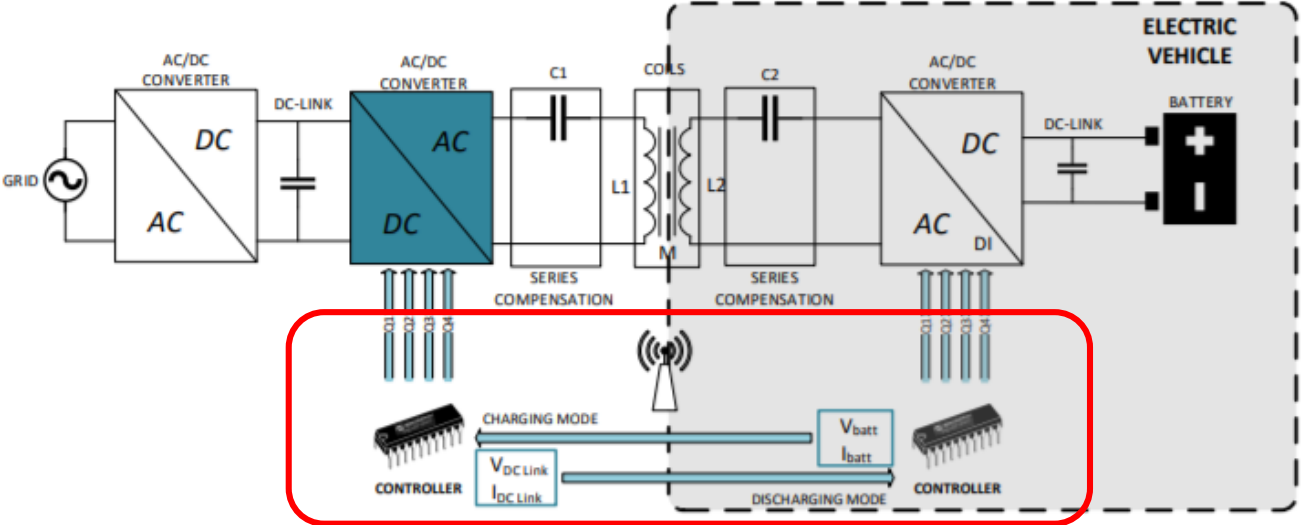 ELECTRIC
VEHICLE
AC/DC
CONVERTER
DC-LINK
AC/DC
CONVERTER
C1
COILS
C2
AC/DC
CONVERTER
DC-LINK
BATTERY
GRID
DC
AC
AC
DC
L1
L2
M
DC
AC
DI
SERIES
COMPENSATION
SERIES
COMPENSATION
Q1
Q2
Q3
Q4
Q1
Q2
Q3
Q4
CHARGING MODE
Vbatt
Ibatt
VDC Link
IDC Link
CONTROLLER
CONTROLLER
DISCHARGING MODE